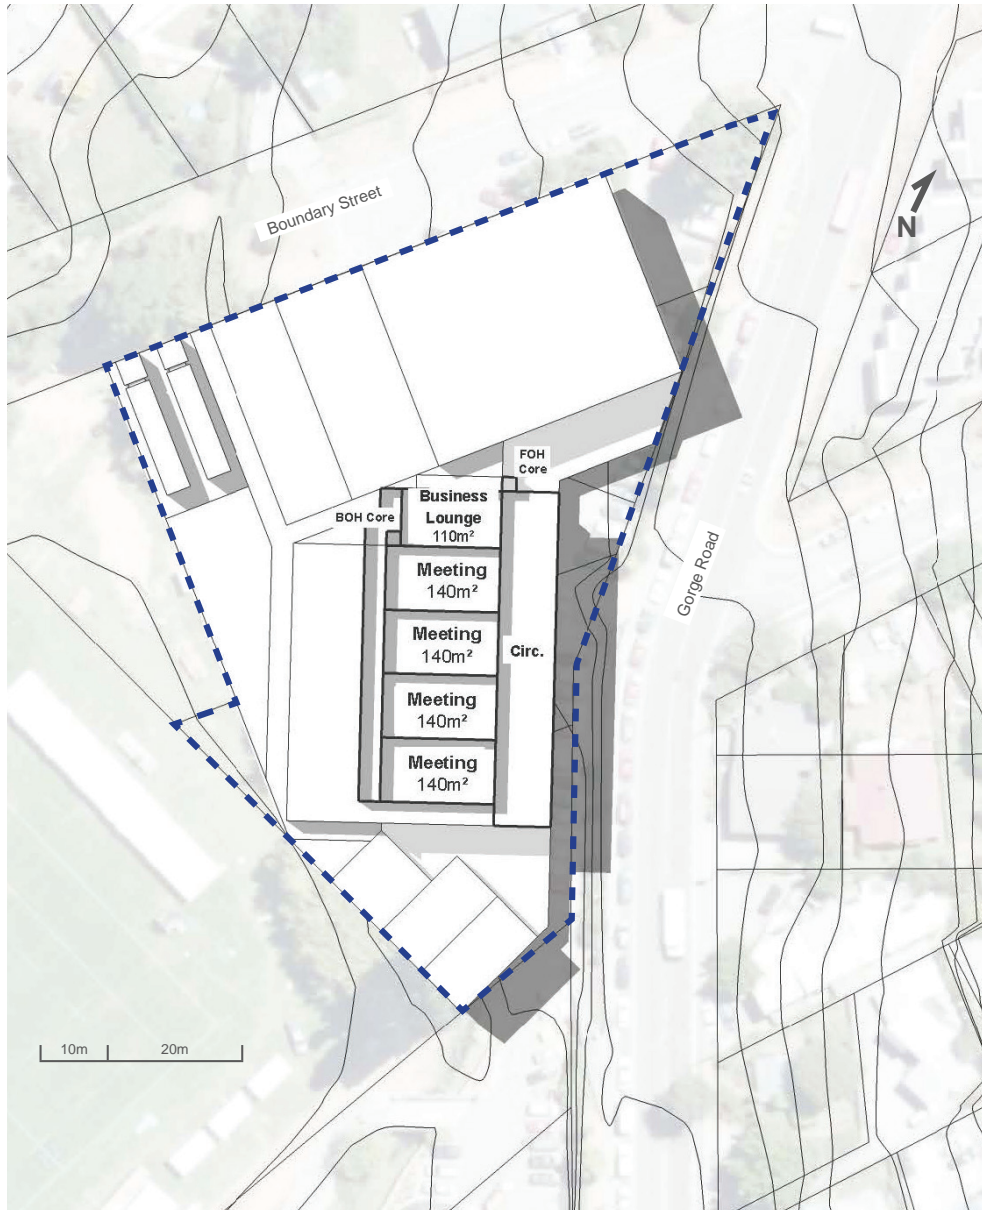 Boundary Street
N
FOH
Core
Business
Lounge
110m²
BOH Core
Meeting
140m²
Meeting
140m²
Circ.
Meeting
140m²
Meeting
140m²
Gorge Road
10m
20m